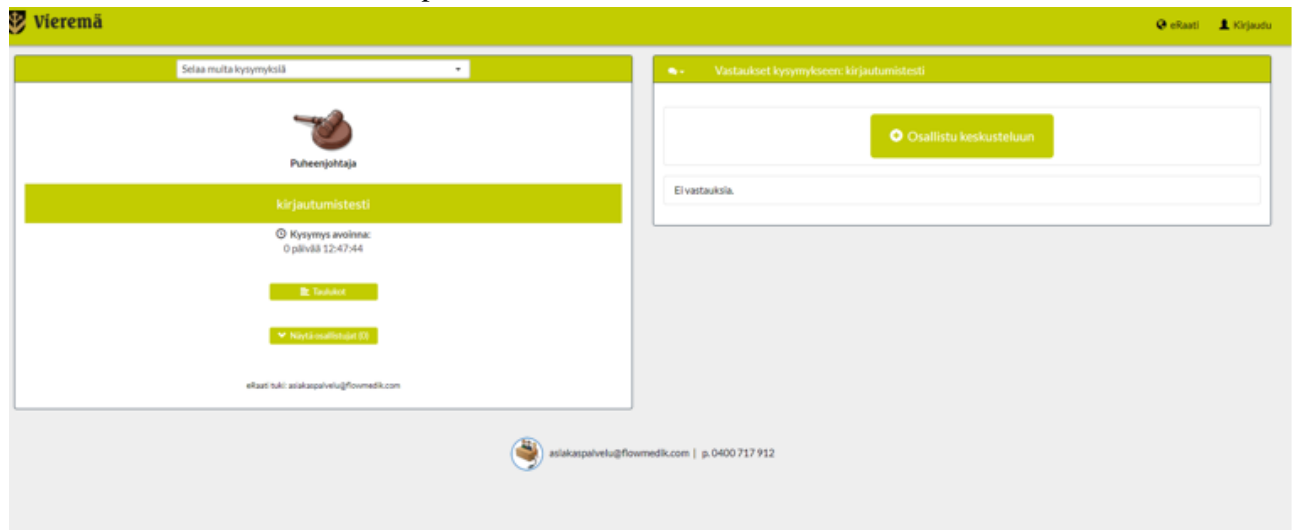 Vieremä
eRaati Kirjaudu
Selaa muita kysymyksiä
Puheenjohtaja
kirjautumistesti
Kysymys avoinna:
0 päivää 12:47:44
Taulukot
Näytä osallistujat (0)
eRaati tuki: asiakaspalvelu@flowmedik.com
Vastaukset kysymykseen: kirjautumistesti
Osallistu keskusteluun
Ei vastauksia.
asiakaspalvelu@flowmedik.com | p. 0400 717 912